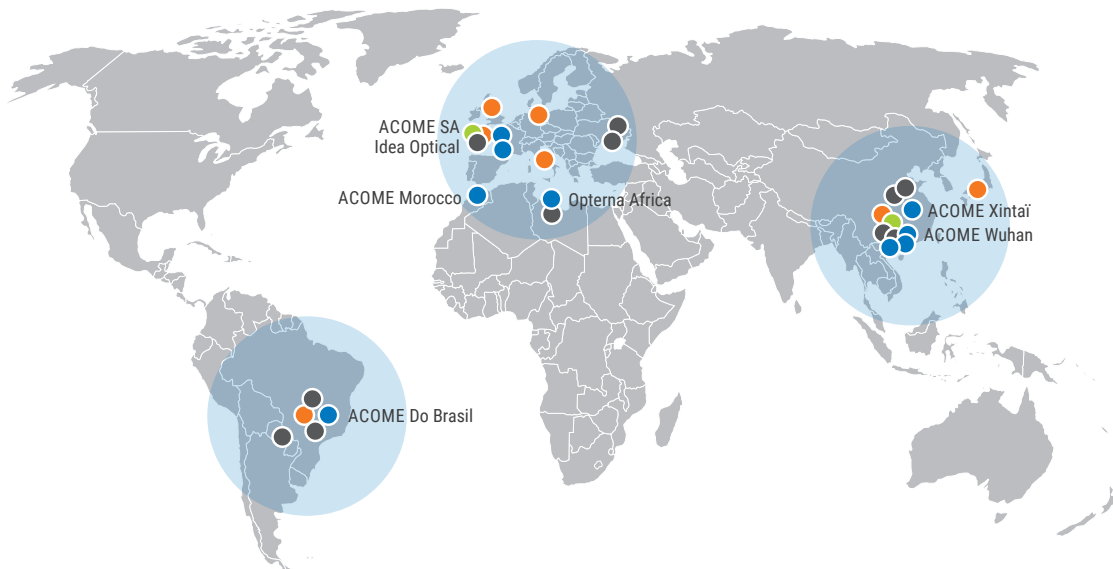 ACOME SA
Idea Optical
ACOME Morocco
Opterna Africa
ACOME Xintaï
ACOME Wuhan
ACOME Do Brasil